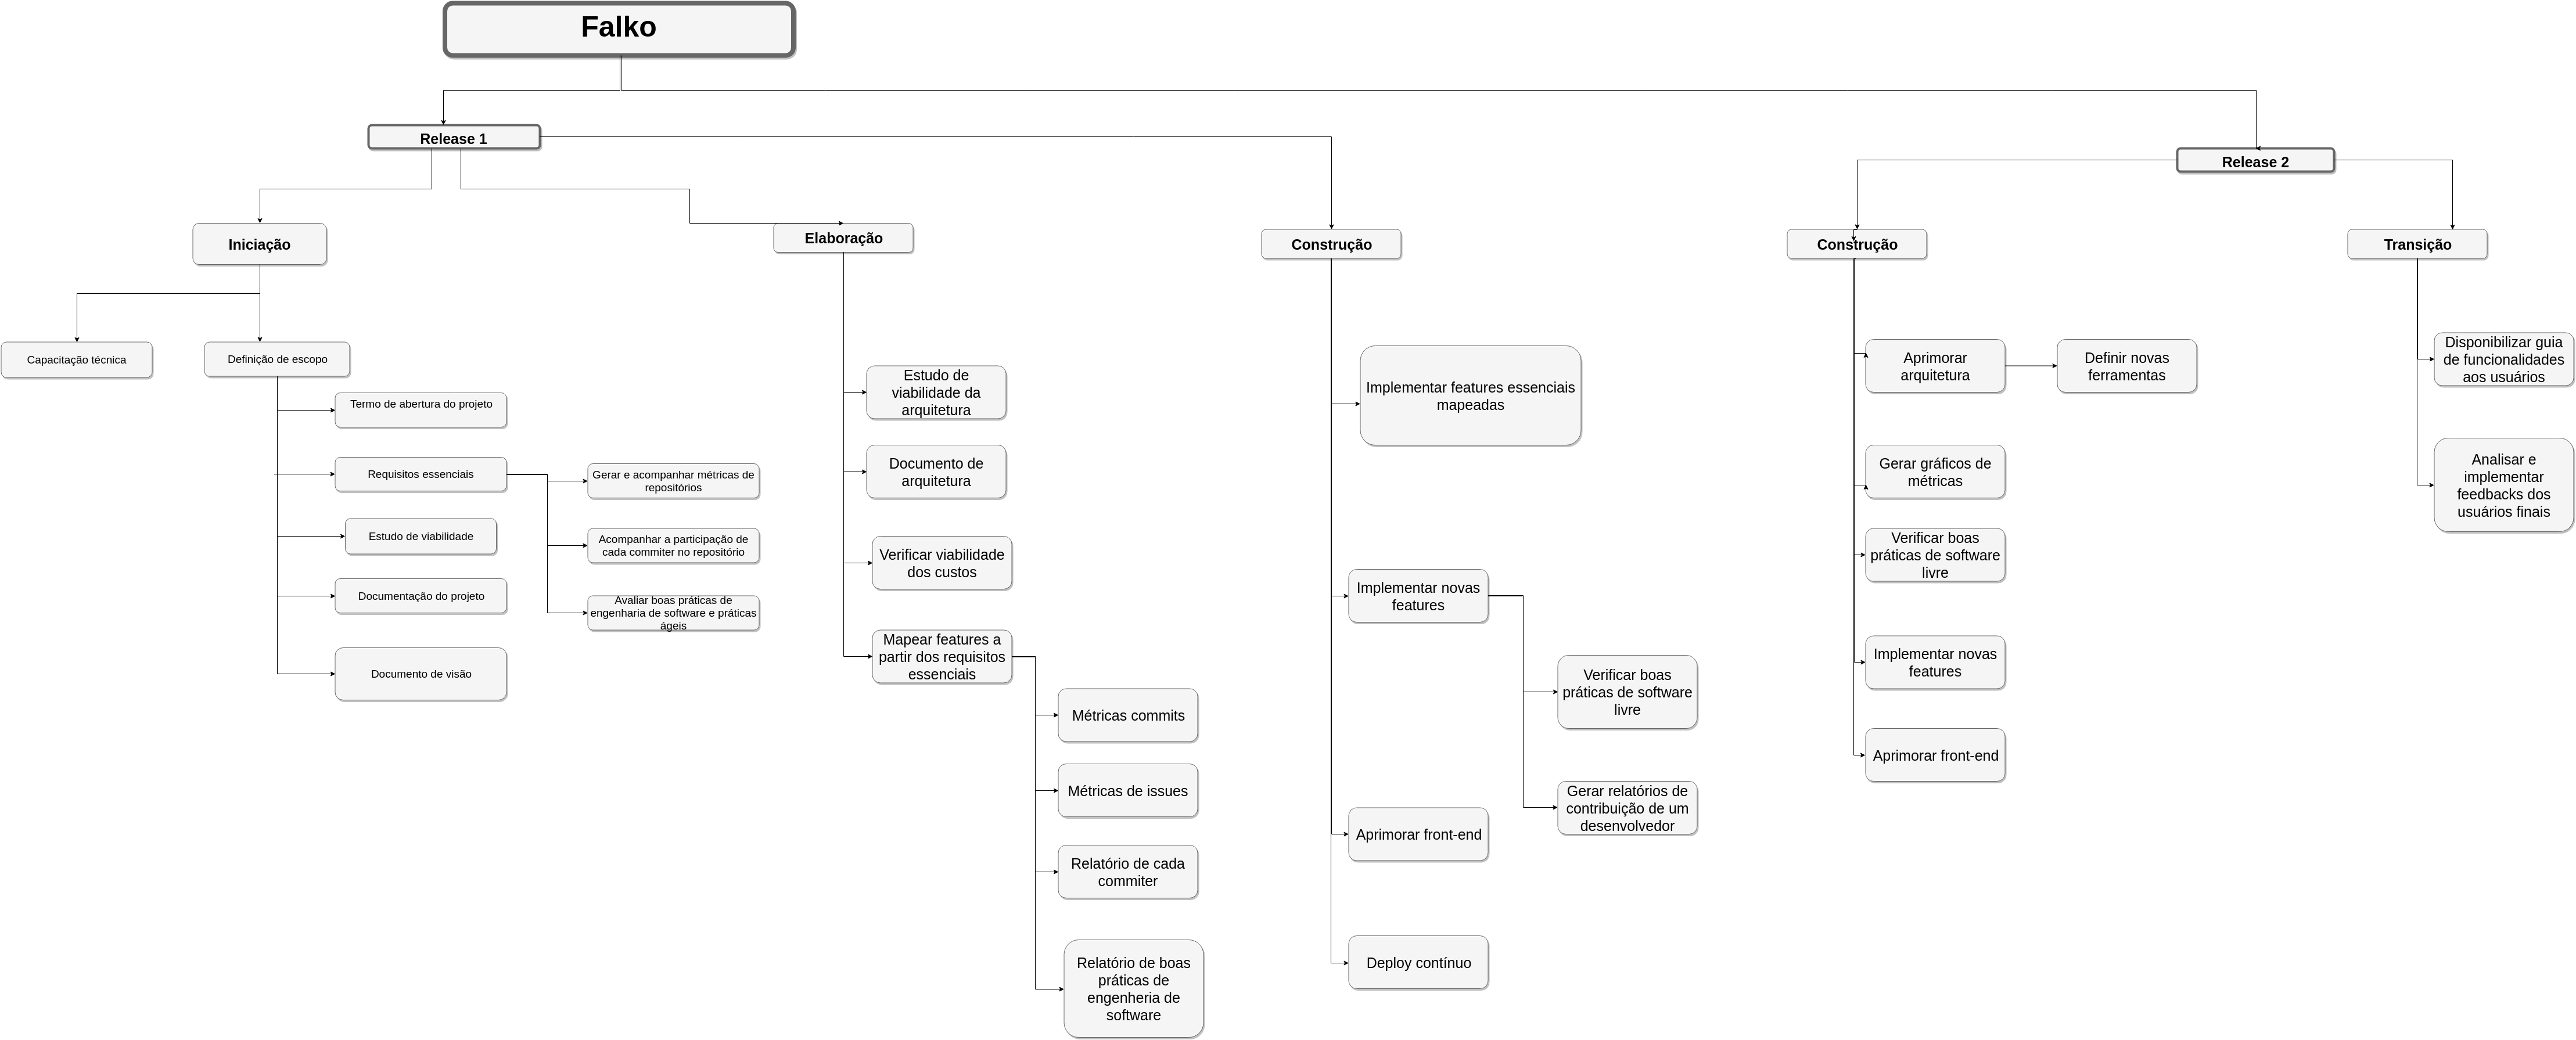 Falko
Release 1
Release 2
Iniciação
Elaboração
Construção
Construção
Transição
Capacitação técnica
Definição de escopo
Termo de abertura do projeto
Requisitos essenciais
Estudo de viabilidade
Documentação do projeto
Documento de visão
Gerar e acompanhar métricas de
repositórios
Acompanhar a participação de
cada commiter no repositório
Avaliar boas práticas de
engenharia de software e práticas
ágeis
Estudo de
viabilidade da
arquitetura
Documento de
arquitetura
Verificar viabilidade
dos custos
Mapear features a
partir dos requisitos
essenciais
Métricas commits
Métricas de issues
Relatório de cada
commiter
Relatório de boas
práticas de
engenheria de
software
Implementar features essenciais
mapeadas
Implementar novas
features
Verificar boas
práticas de software
livre
Gerar relatórios de
contribuição de um
desenvolvedor
Aprimorar front-end
Deploy contínuo
Aprimorar
arquitetura
Definir novas
ferramentas
Gerar gráficos de
métricas
Verificar boas
práticas de software
livre
Implementar novas
features
Aprimorar front-end
Disponibilizar guia
de funcionalidades
aos usuários
Analisar e
implementar
feedbacks dos
usuários finais